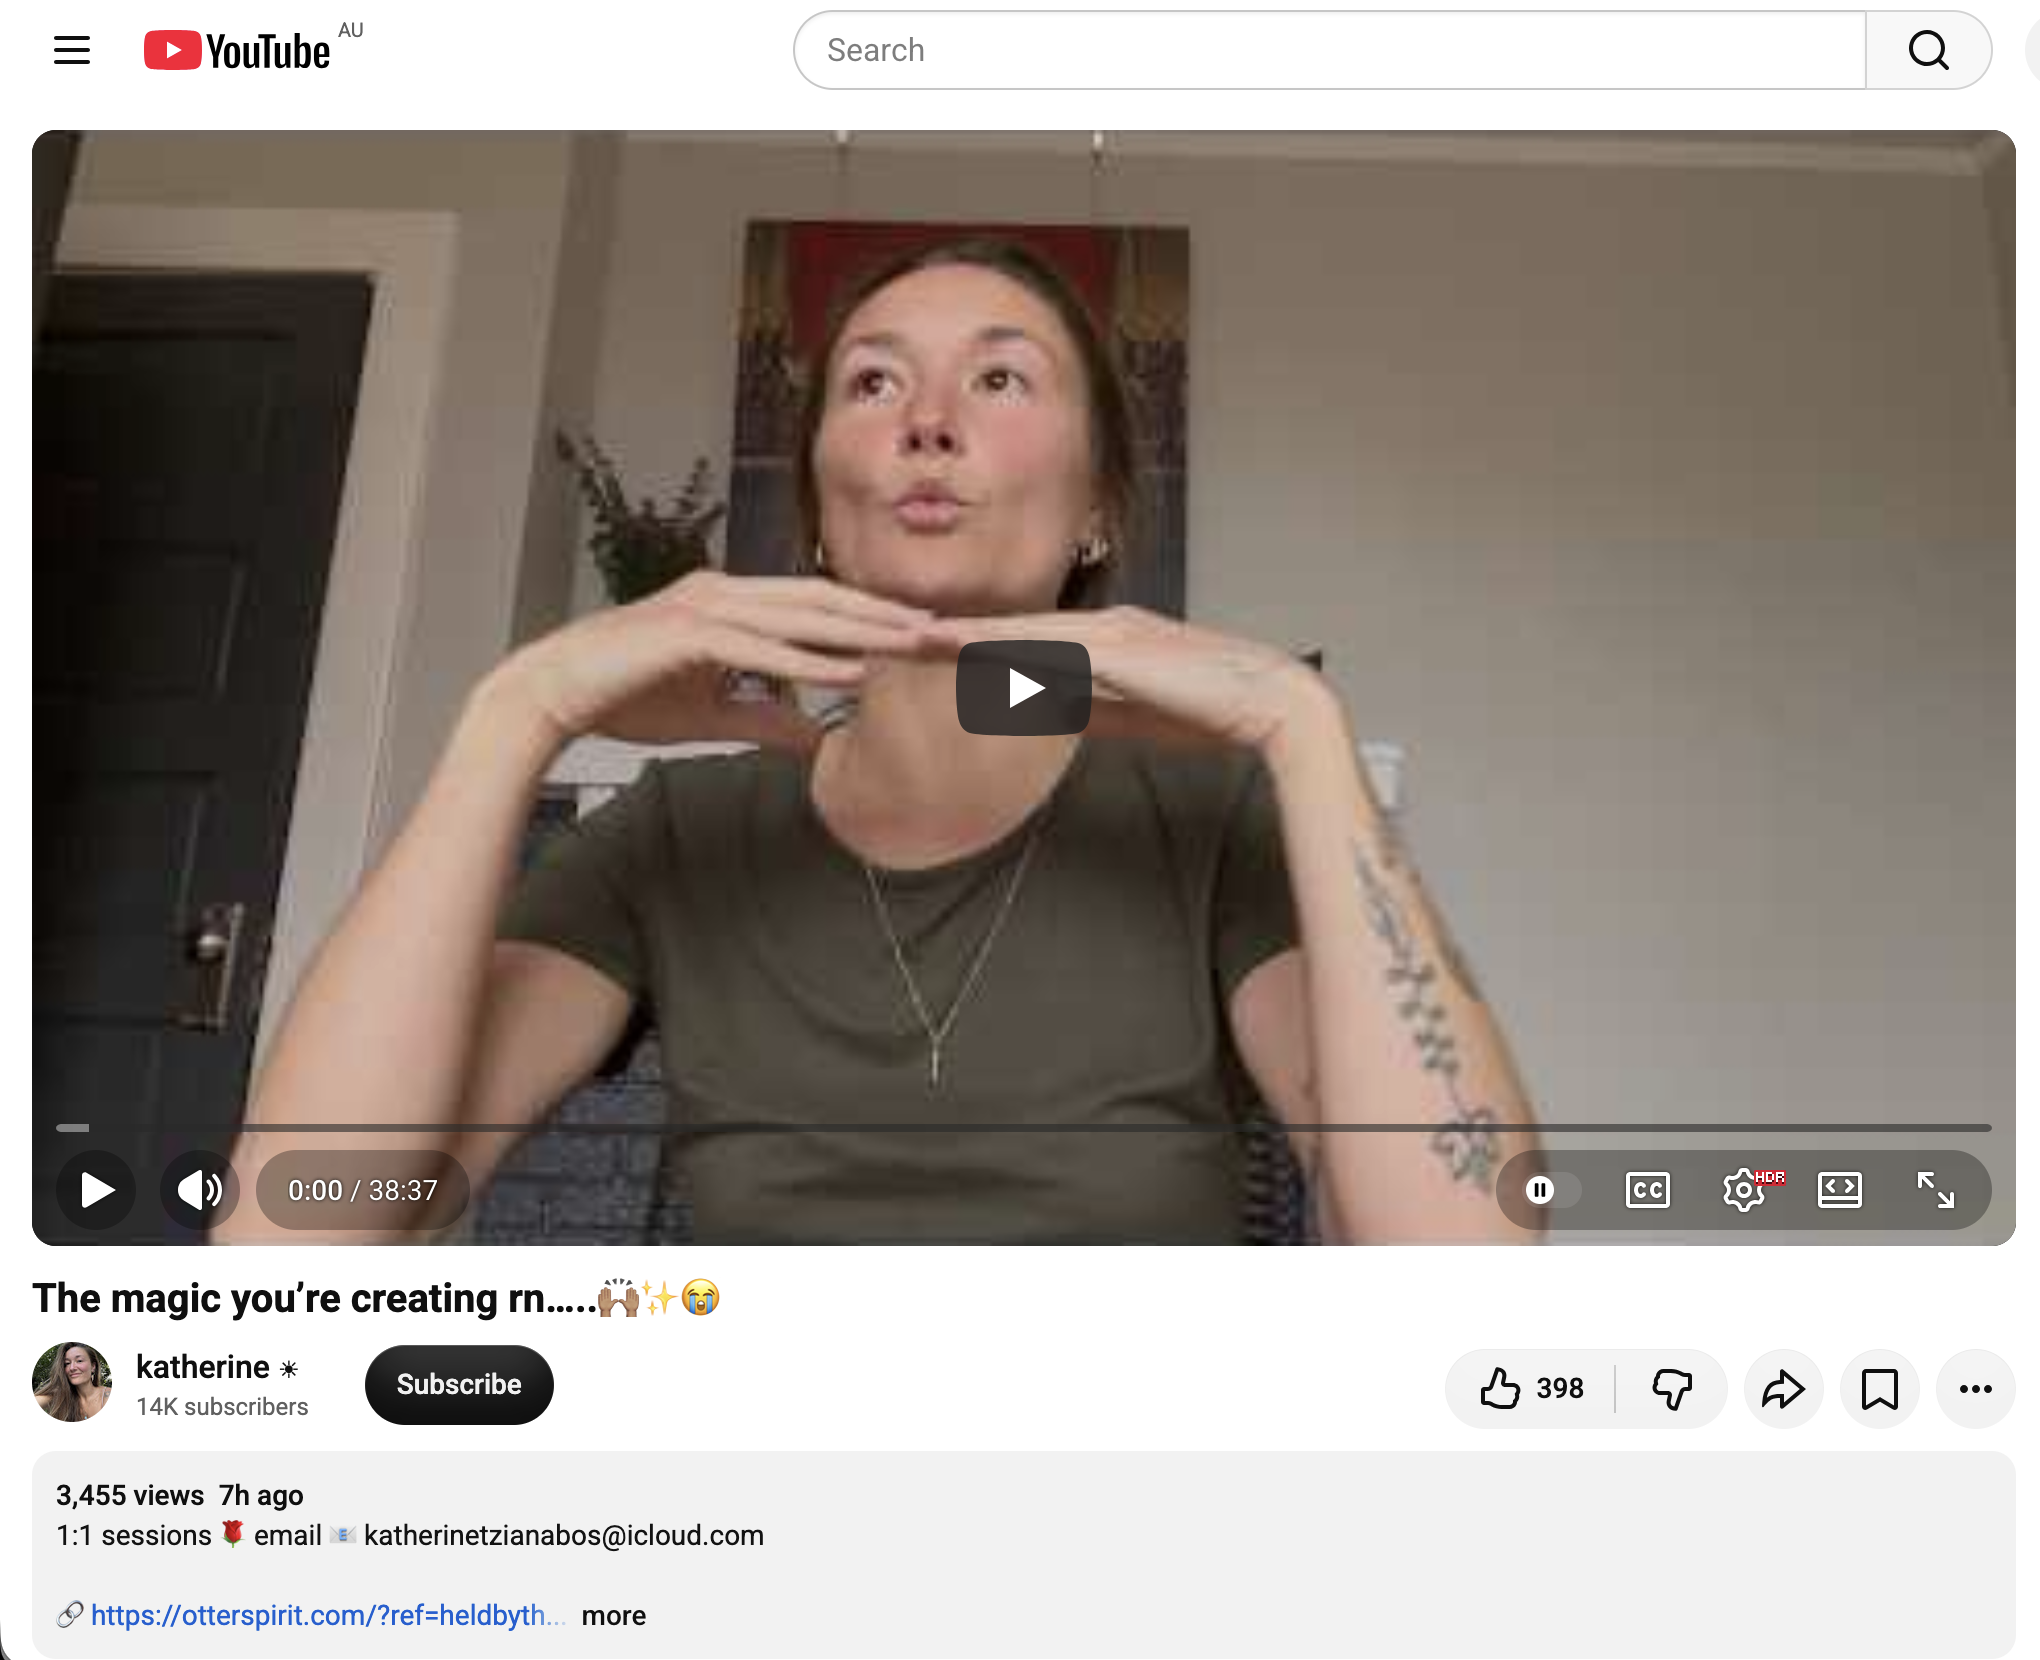 YouTube AU
Search
0:00 / 38:37
CC
HDR
The magic you’re creating rn…..🙌🏽✨😭
katherine ☀
14K subscribers
Subscribe
398
3,455 views 7h ago
1:1 sessions 🌹 email 📧 katherinetzianabos@icloud.com
🔗 https://otterspirit.com/?ref=heldbyth... more